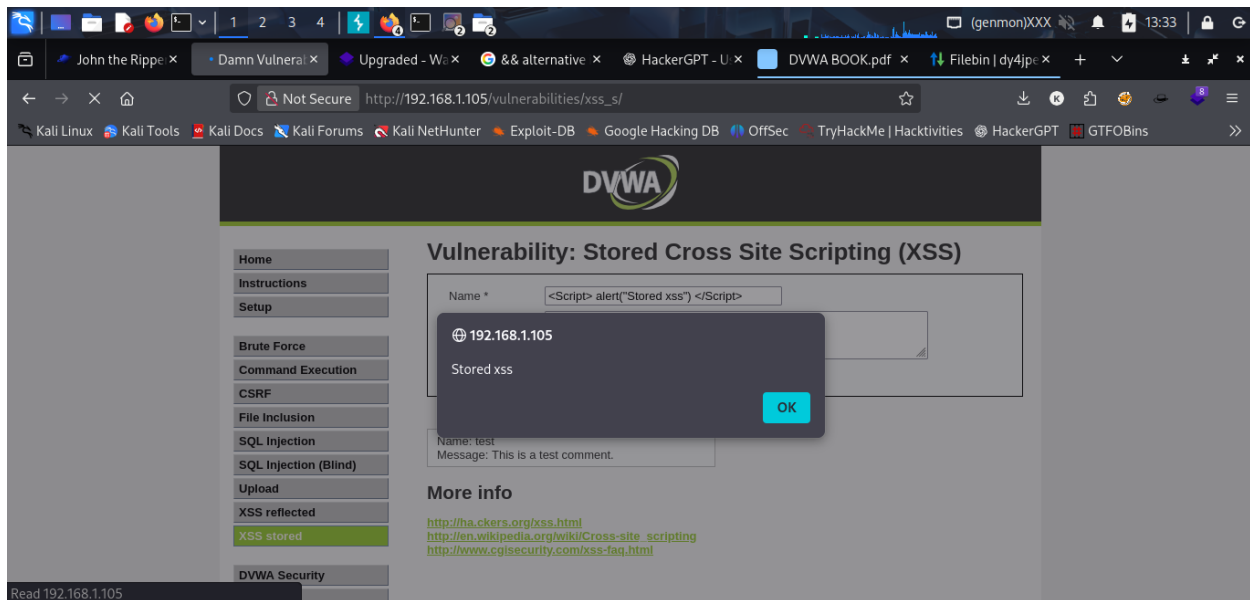 1 2 3 4 4 2 2 (genmon)XXX 13:33
John the Rippe × Damn Vulnera × Upgraded - Wa × && alternative × HackerGPT - U × DVWA BOOK.pdf × Filebin | dy4jpe × +
Not Secure http://192.168.1.105/vulnerabilities/xss_s/ K 8
Kali Linux Kali Tools Kali Docs Kali Forums Kali NetHunter Exploit-DB Google Hacking DB OffSec TryHackMe | Hacktivities HackerGPT GTFOBins
DVWA
Home
Instructions
Setup
Brute Force
Command Execution
CSRF
File Inclusion
SQL Injection
SQL Injection (Blind)
Upload
XSS reflected
XSS stored
DVWA Security
Vulnerability: Stored Cross Site Scripting (XSS)
Name * <Script> alert("Stored xss") </Script>
192.168.1.105
Stored xss
OK
Name: test
Message: This is a test comment.
More info
http://ha.ckers.org/xss.html
http://en.wikipedia.org/wiki/Cross-site_scripting
http://www.cgisecurity.com/xss-faq.html
Read 192.168.1.105